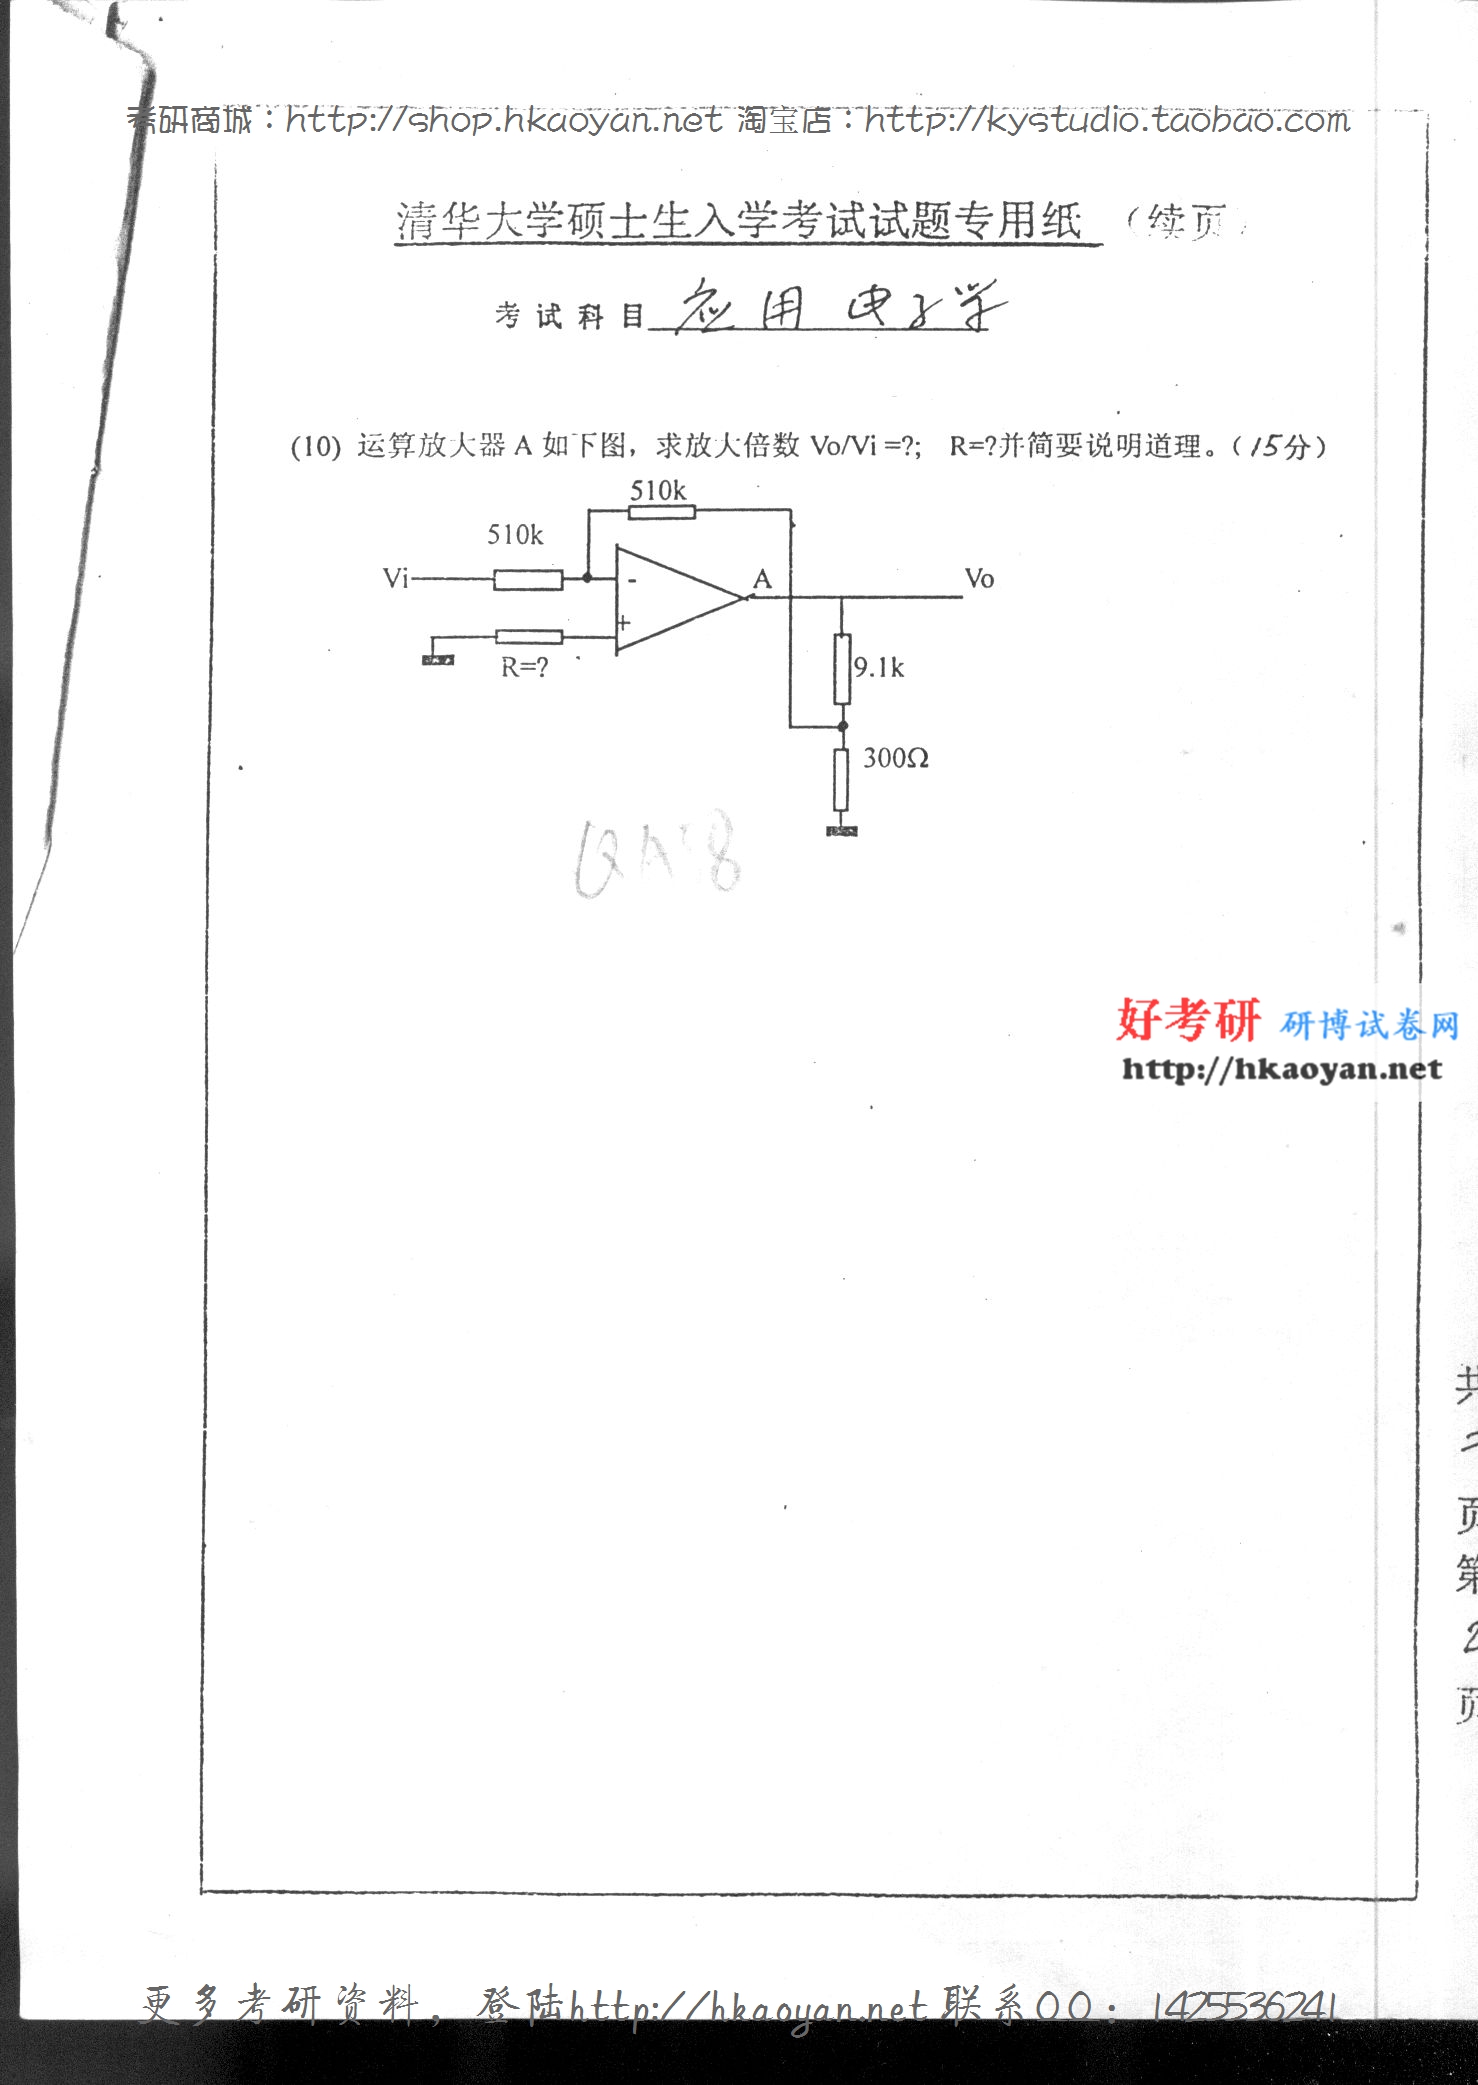 考研商城：http://shop.hkaoyan.net 淘宝店：http://kystudio.taobao.com
清华大学硕士生入学考试试题专用纸 （续页）
考试科目 应用电子学
(10) 运算放大器 A 如下图，求放大倍数 Vo/Vi =?; R=?并简要说明道理。（15分）
510k
510k
Vi
-
A
Vo
+
R=?
9.1k
300Ω
好考研 研博试卷网
http://hkaoyan.net
共
2
页
第
2
页
更多考研资料，登陆http://hkaoyan.net 联系QQ：1425536241